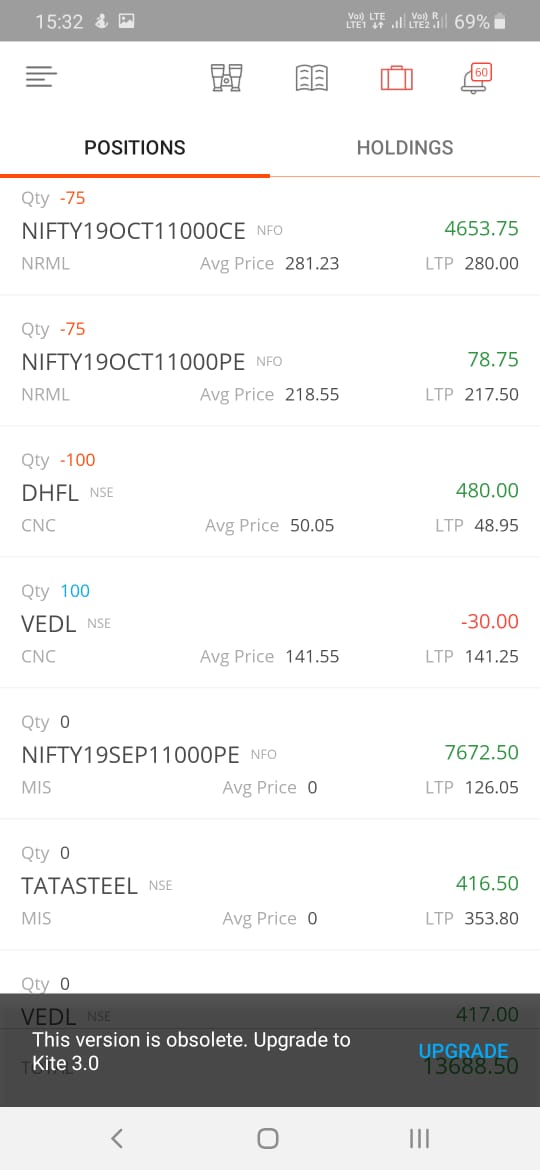 15:32 Vo) LTE LTE1 Vo) R LTE2 69%
60
POSITIONS HOLDINGS
Qty -75
NIFTY19OCT11000CE NFO 4653.75
NRML Avg Price 281.23 LTP 280.00
Qty -75
NIFTY19OCT11000PE NFO 78.75
NRML Avg Price 218.55 LTP 217.50
Qty -100
DHFL NSE 480.00
CNC Avg Price 50.05 LTP 48.95
Qty 100
VEDL NSE -30.00
CNC Avg Price 141.55 LTP 141.25
Qty 0
NIFTY19SEP11000PE NFO 7672.50
MIS Avg Price 0 LTP 126.05
Qty 0
TATASTEEL NSE 416.50
MIS Avg Price 0 LTP 353.80
Qty 0
VEDL NSE 417.00
This version is obsolete. Upgrade to
Kite 3.0 UPGRADE
TOTAL 13688.50